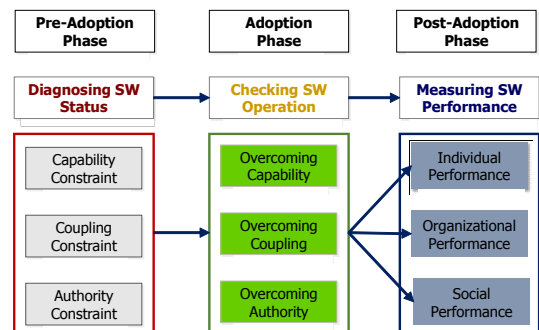 Pre-Adoption
Phase
Adoption
Phase
Post-Adoption
Phase
Diagnosing SW
Status
Checking SW
Operation
Measuring SW
Performance
Capability
Constraint
Overcoming
Capability
Individual
Performance
Coupling
Constraint
Overcoming
Coupling
Organizational
Performance
Authority
Constraint
Overcoming
Authority
Social
Performance